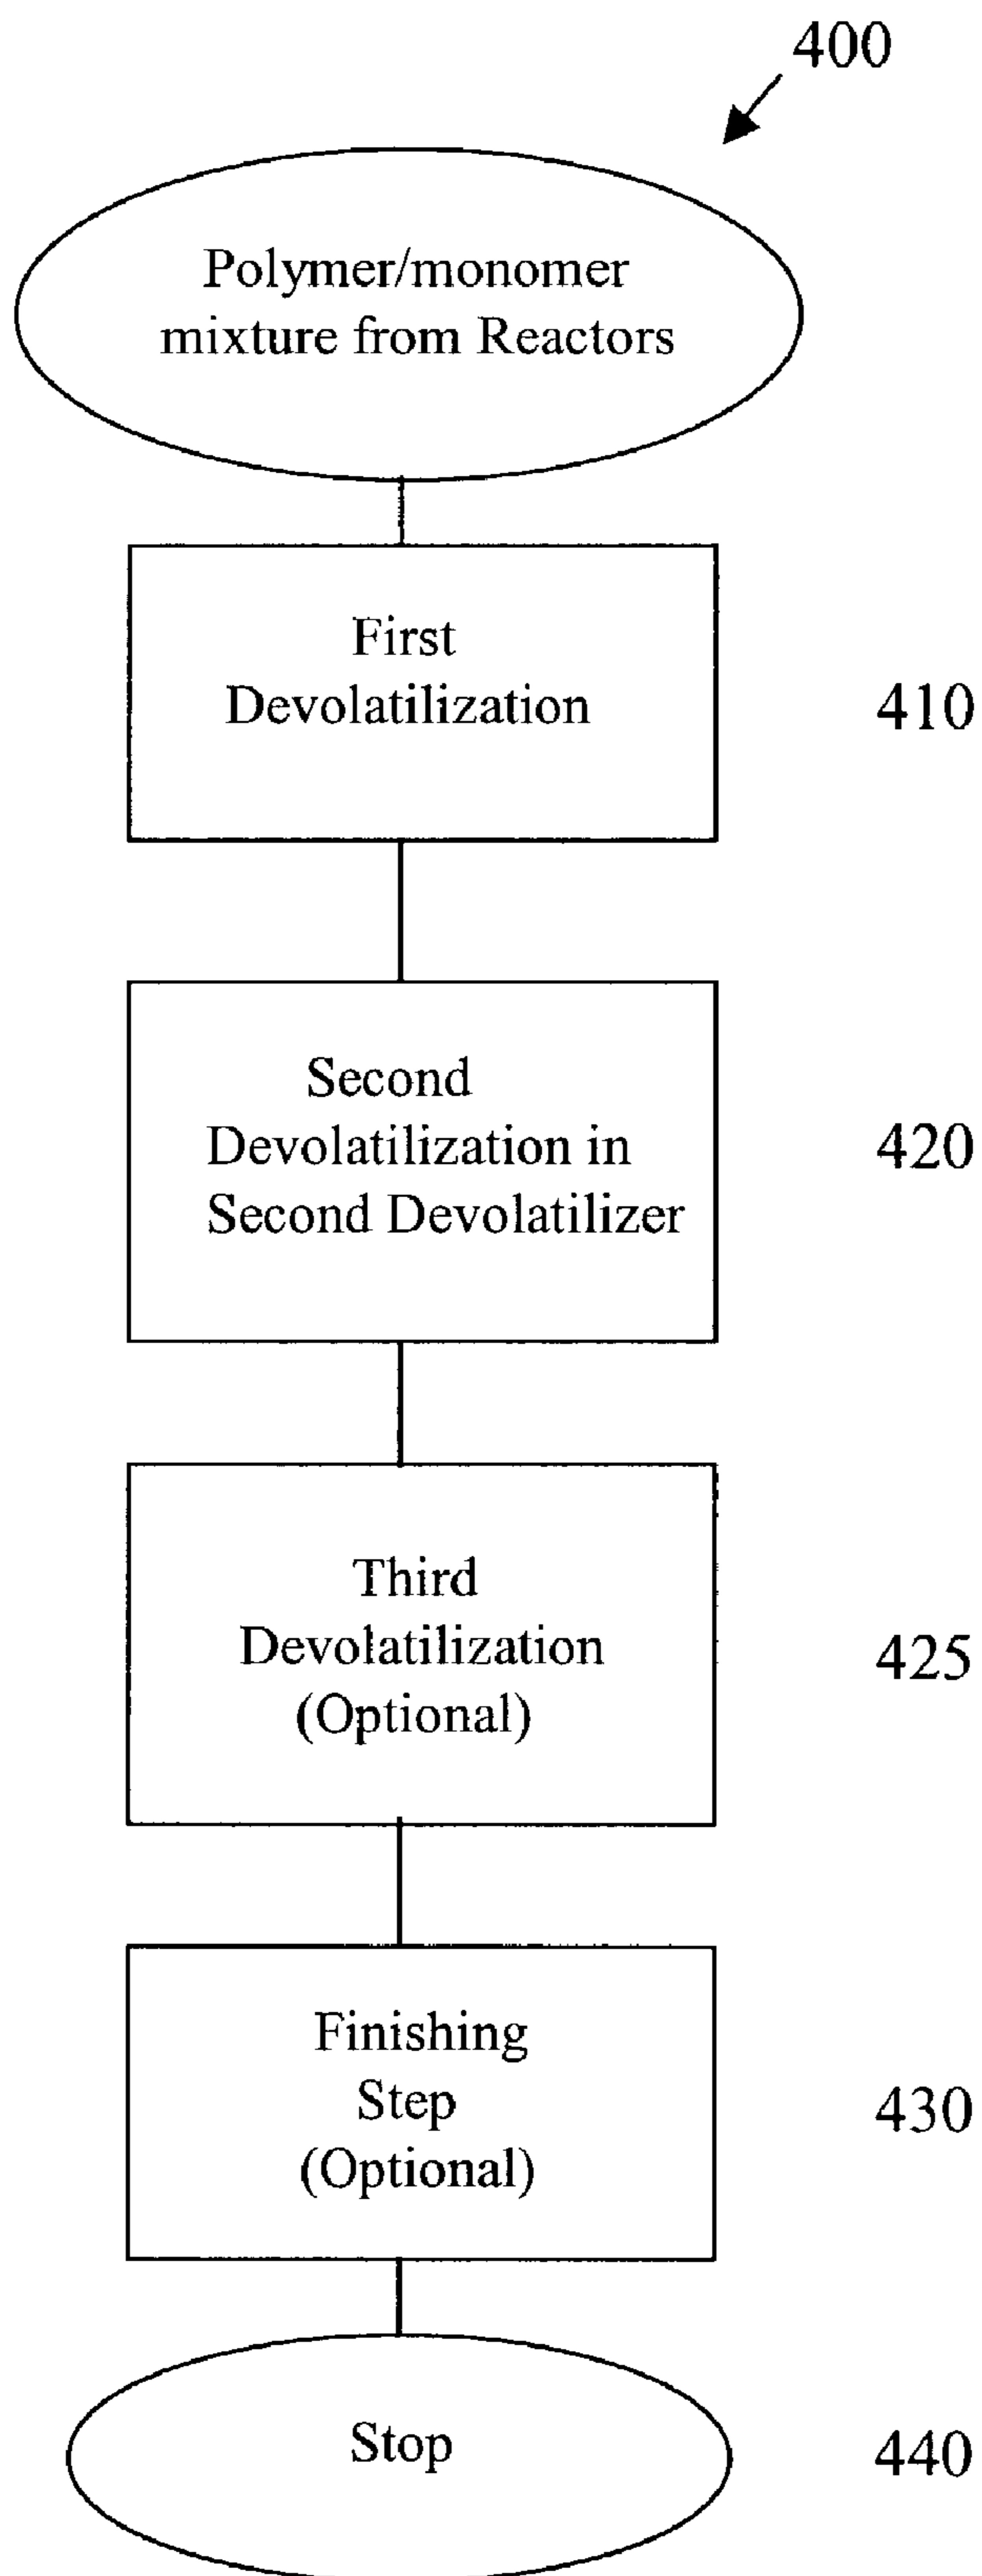 400
Polymer/monomer
mixture from Reactors
First
Devolatilization
410
Second
Devolatilization in
Second Devolatilizer
420
Third
Devolatilization
(Optional)
425
Finishing
Step
(Optional)
430
Stop
440